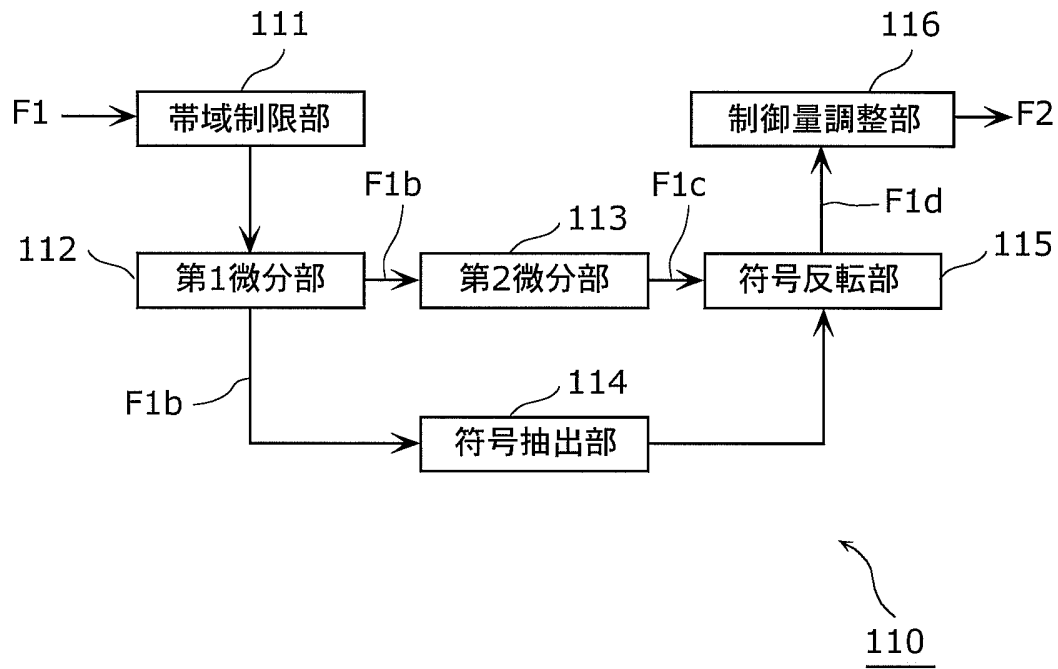 111
116
F1
帯域制限部
制御量調整部
F2
F1b
F1c
F1d
112
113
115
第1微分部
第2微分部
符号反転部
F1b
114
符号抽出部
110